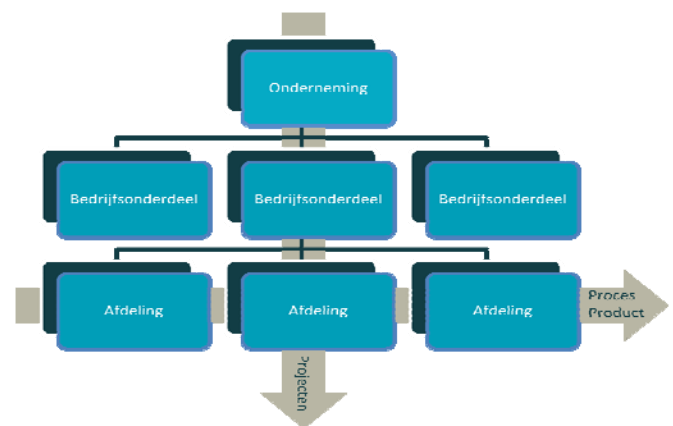 Onderneming
Bedrijfsonderdeel
Bedrijfsonderdeel
Bedrijfsonderdeel
Afdeling
Afdeling
Afdeling
Proces
Product
Projecten